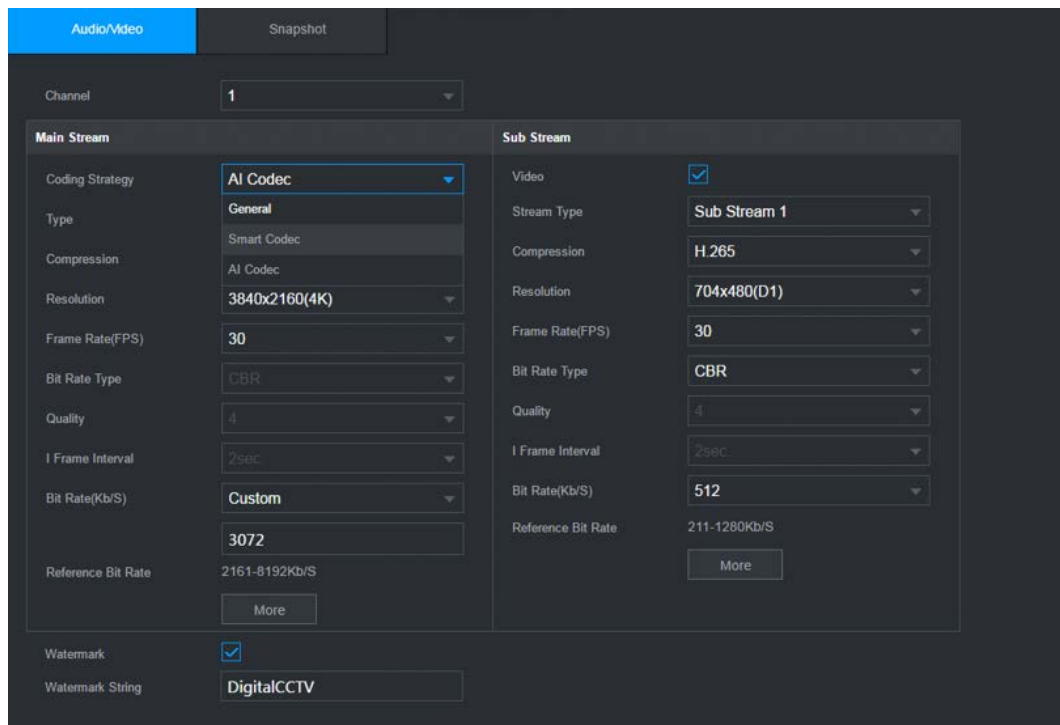 Audio/Video Snapshot
Channel 1
Main Stream
Coding Strategy AI Codec
General
Type
Smart Codec
Compression
AI Codec
Resolution 3840x2160(4K)
Frame Rate(FPS) 30
Bit Rate Type CBR
Quality 4
I Frame Interval 2sec.
Bit Rate(Kb/S) Custom
3072
Reference Bit Rate 2161-8192Kb/S
More
Sub Stream
Video
Stream Type Sub Stream 1
Compression H.265
Resolution 704x480(D1)
Frame Rate(FPS) 30
Bit Rate Type CBR
Quality 4
I Frame Interval 2sec.
Bit Rate(Kb/S) 512
Reference Bit Rate 211-1280Kb/S
More
Watermark
Watermark String DigitalCCTV